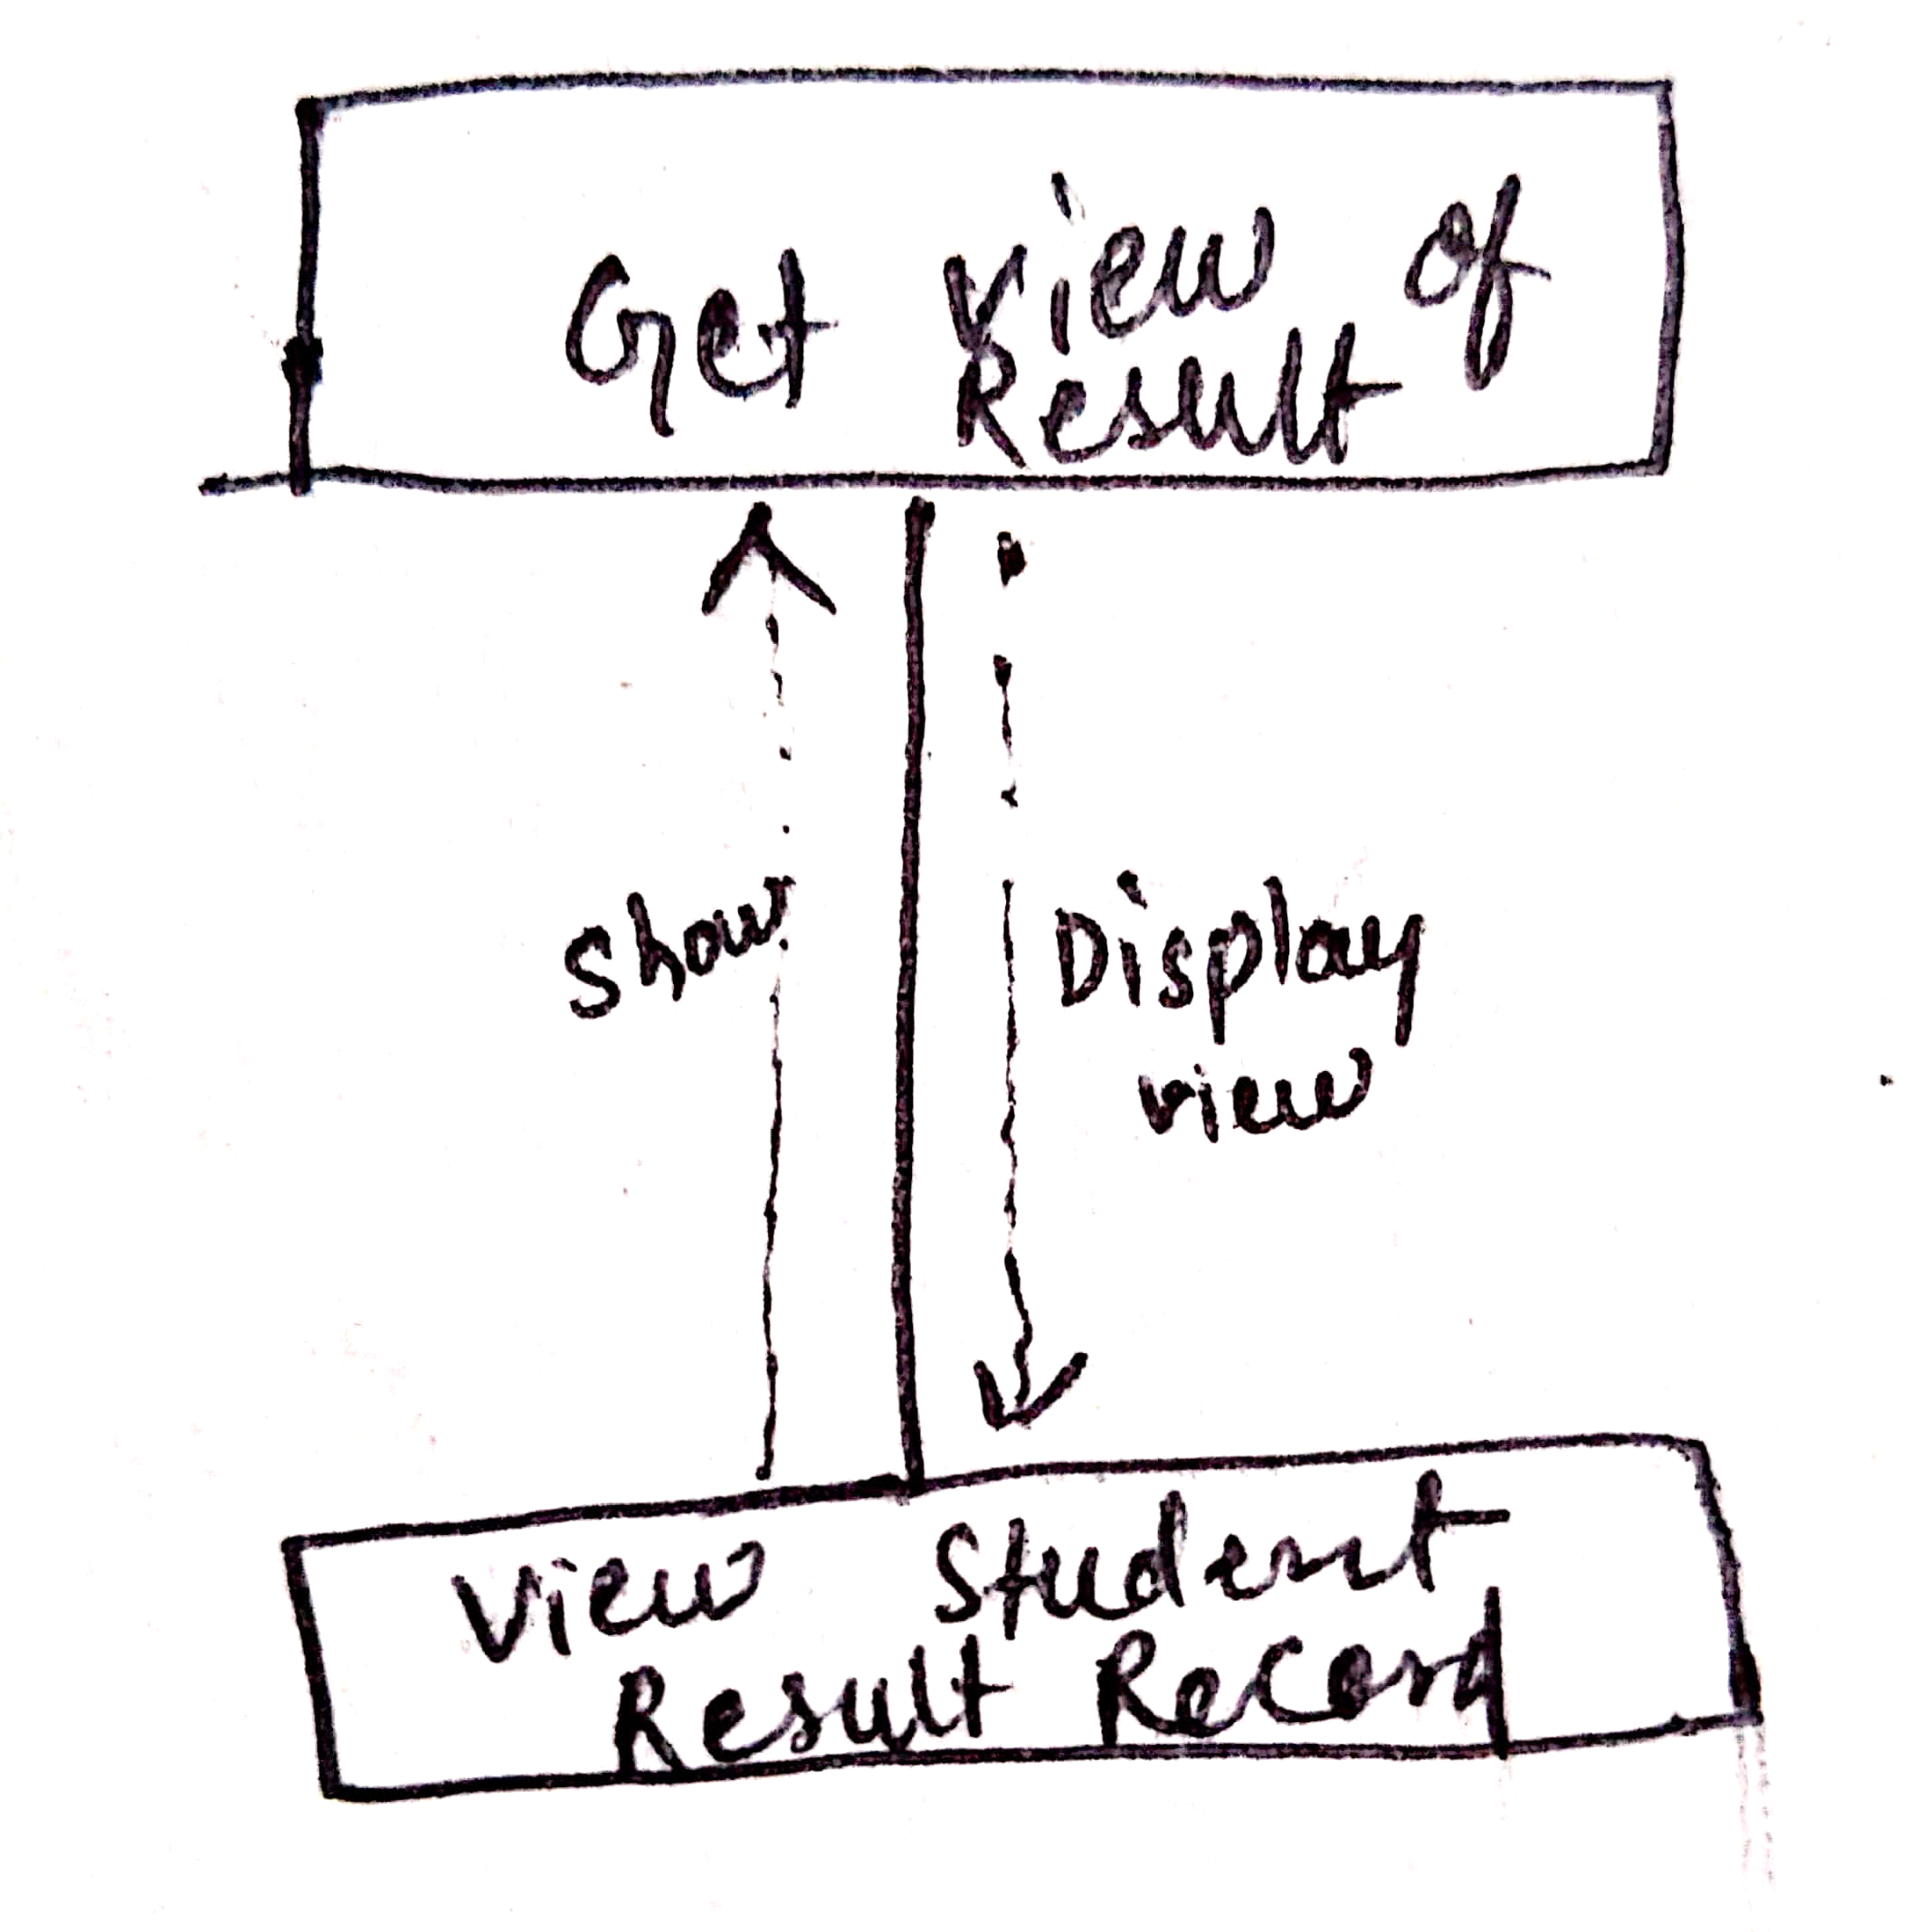 Get view of
Result
Show
Display
view
View Student
Result Record